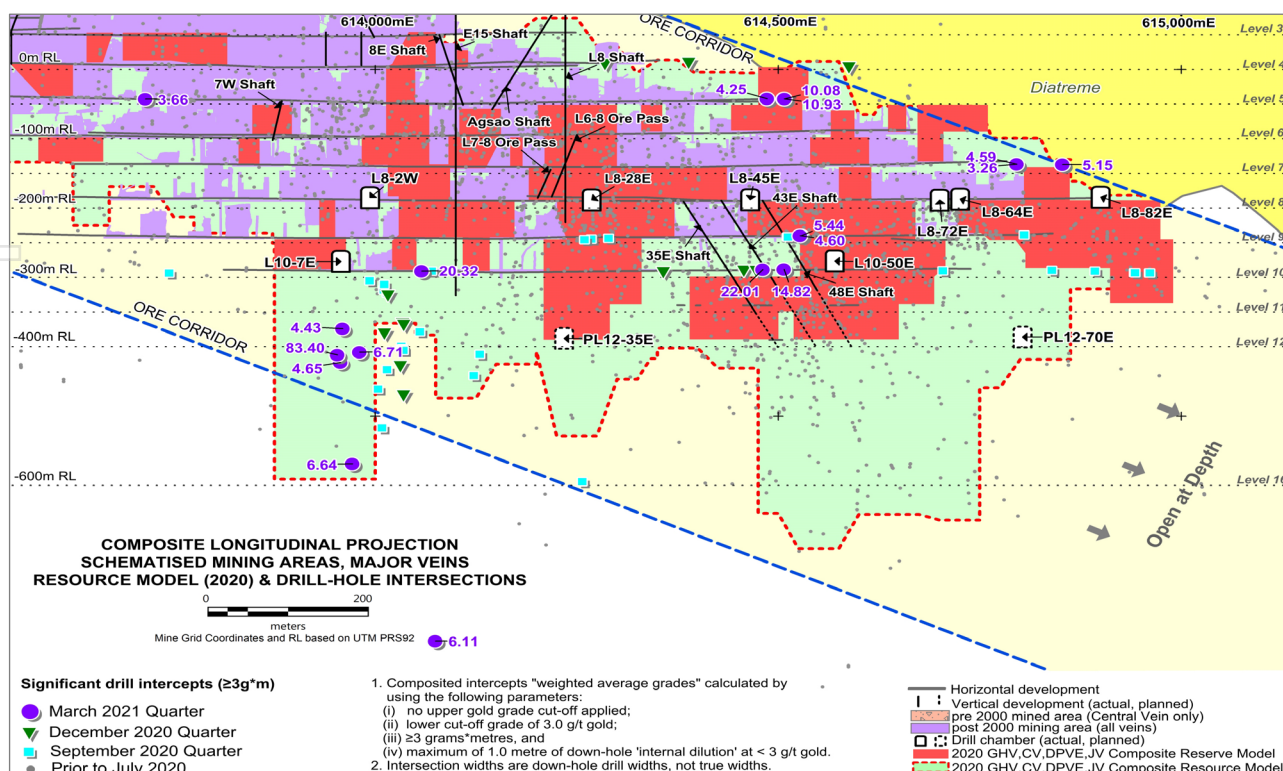 614,000mE
614,500mE
615,000mE
ORE CORRIDOR
Level 3
E15 Shaft
8E Shaft
0m RL
L8 Shaft
Level 4
7W Shaft
Diatreme
3.66
4.25
10.08
10.93
Level 5
Agsao Shaft
L6-8 Ore Pass
-100m RL
Level 6
L7-8 Ore Pass
4.59
3.26
5.15
Level 7
L8-2W
L8-28E
L8-45E
43E Shaft
-200m RL
L8-64E
L8-82E
Level 8
L8-72E
5.44
4.60
Level 9
35E Shaft
L10-7E
L10-50E
-300m RL
20.32
22.01
14.82
48E Shaft
Level 10
ORE CORRIDOR
Level 11
4.43
-400m RL
PL12-35E
PL12-70E
Level 12
83.40
6.71
4.65
6.64
-600m RL
Open at Depth
COMPOSITE LONGITUDINAL PROJECTION
SCHEMATISED MINING AREAS, MAJOR VEINS
RESOURCE MODEL (2020) & DRILL-HOLE INTERSECTIONS
0 200
meters
Mine Grid Coordinates and RL based on UTM PRS92
6.11
Significant drill intercepts (≥3g*m)
March 2021 Quarter
December 2020 Quarter
September 2020 Quarter
Prior to July 2020
1. Composited intercepts "weighted average grades" calculated by
using the following parameters:
(i) no upper gold grade cut-off applied;
(ii) lower cut-off grade of 3.0 g/t gold;
(iii) ≥3 grams*metres, and
(iv) maximum of 1.0 metre of down-hole 'internal dilution' at < 3 g/t gold.
2. Intersection widths are down-hole drill widths, not true widths.
Horizontal development
Vertical development (actual, planned)
pre 2000 mined area (Central Vein only)
post 2000 mining area (all veins)
Drill chamber (actual, planned)
2020 GHV,CV,DPVE,JV Composite Reserve Model
2020 GHV,CV,DPVE,JV Composite Resource Model